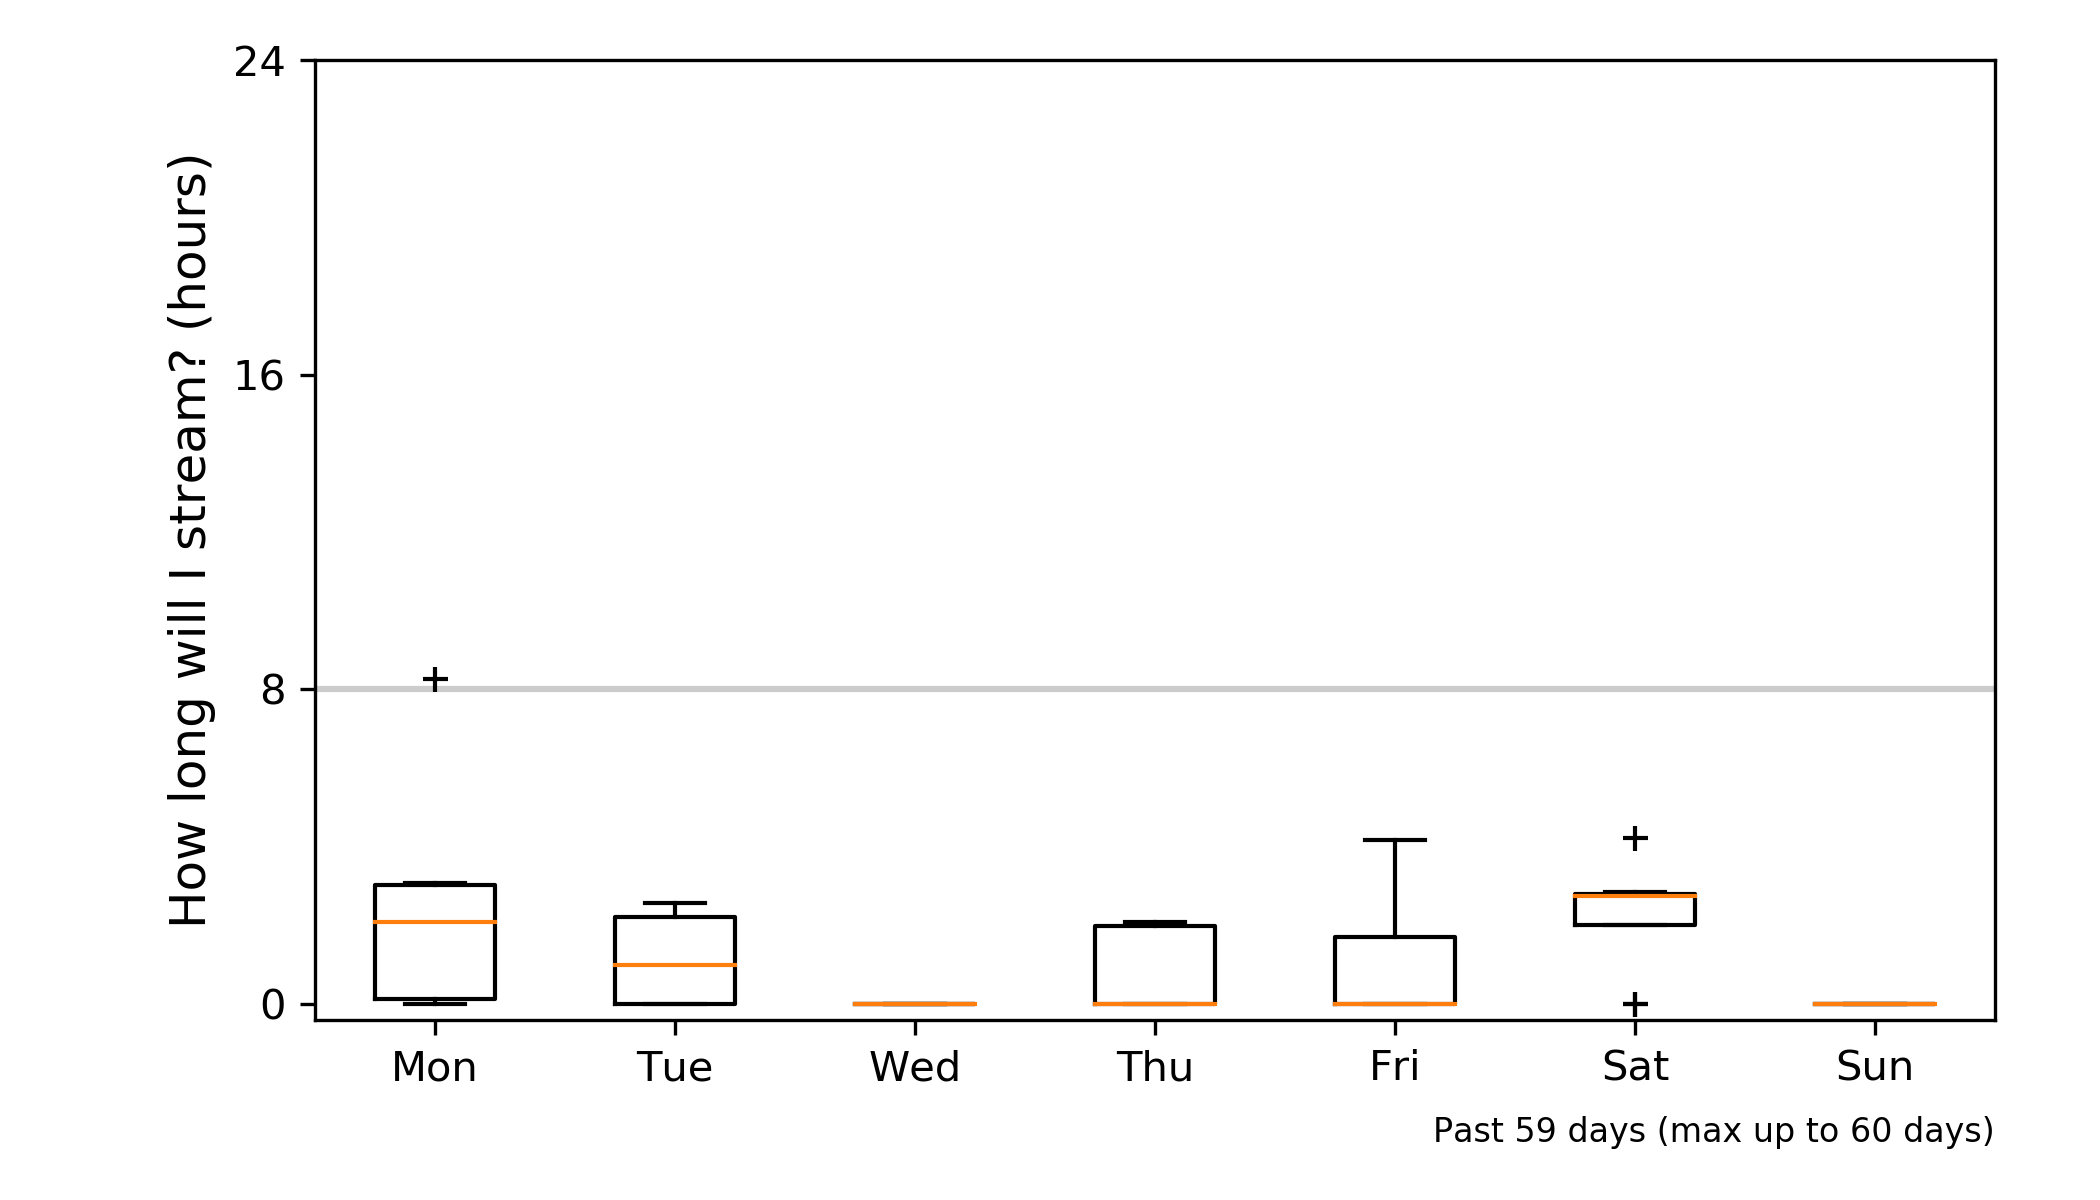 How long will I stream? (hours)
24
16
8
0
Mon Tue Wed Thu Fri Sat Sun
Past 59 days (max up to 60 days)